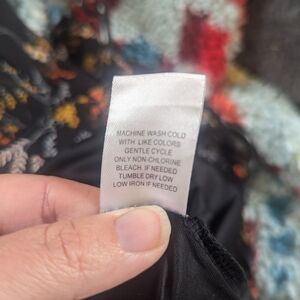 MACHINE WASH COLD
WITH LIKE COLORS
GENTLE CYCLE
ONLY NON-CHLORINE
BLEACH IF NEEDED
TUMBLE DRY LOW
LOW IRON IF NEEDED